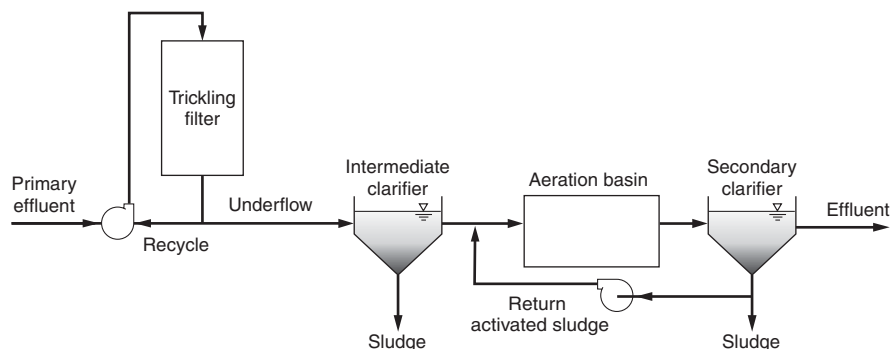 Trickling
filter
Primary
effluent
Recycle
Underflow
Intermediate
clarifier
Aeration basin
Secondary
clarifier
Effluent
Return
activated sludge
Sludge
Sludge